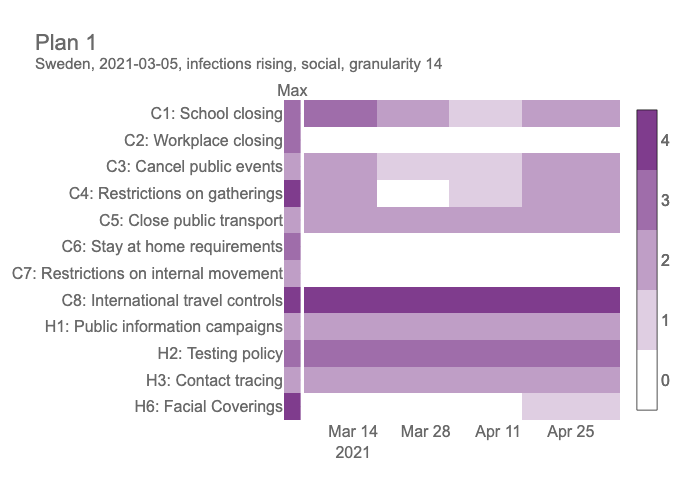 Plan 1
Sweden, 2021-03-05, infections rising, social, granularity 14
Max
C1: School closing
C2: Workplace closing
C3: Cancel public events
C4: Restrictions on gatherings
C5: Close public transport
C6: Stay at home requirements
C7: Restrictions on internal movement
C8: International travel controls
H1: Public information campaigns
H2: Testing policy
H3: Contact tracing
H6: Facial Coverings
Mar 14 Mar 28 Apr 11 Apr 25
2021
4
3
2
1
0